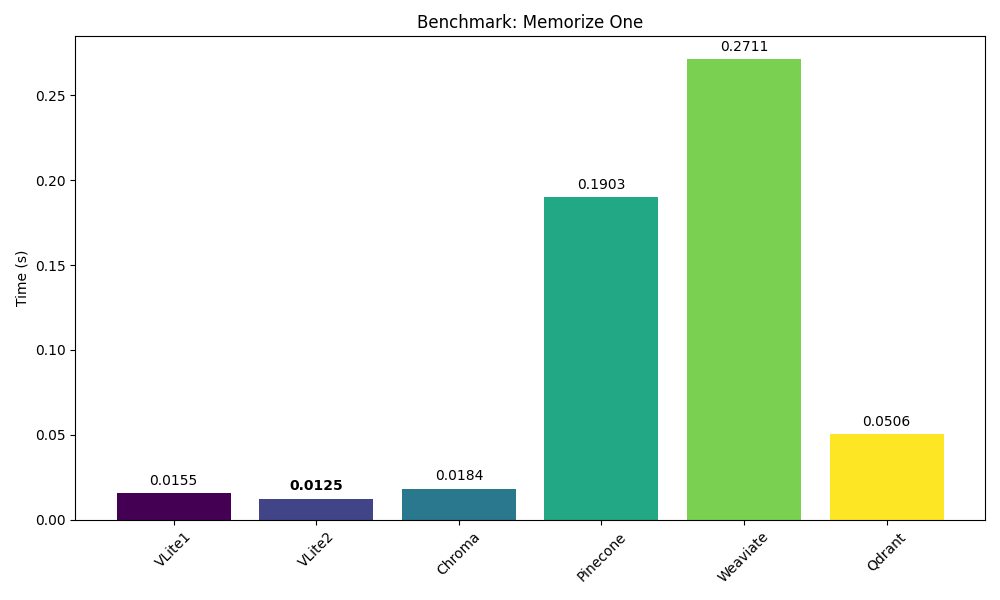 Benchmark: Memorize One
Time (s)
0.25
0.20
0.15
0.10
0.05
0.00
0.0155
0.0125
0.0184
0.1903
0.2711
0.0506
VLite1
VLite2
Chroma
Pinecone
Weaviate
Qdrant